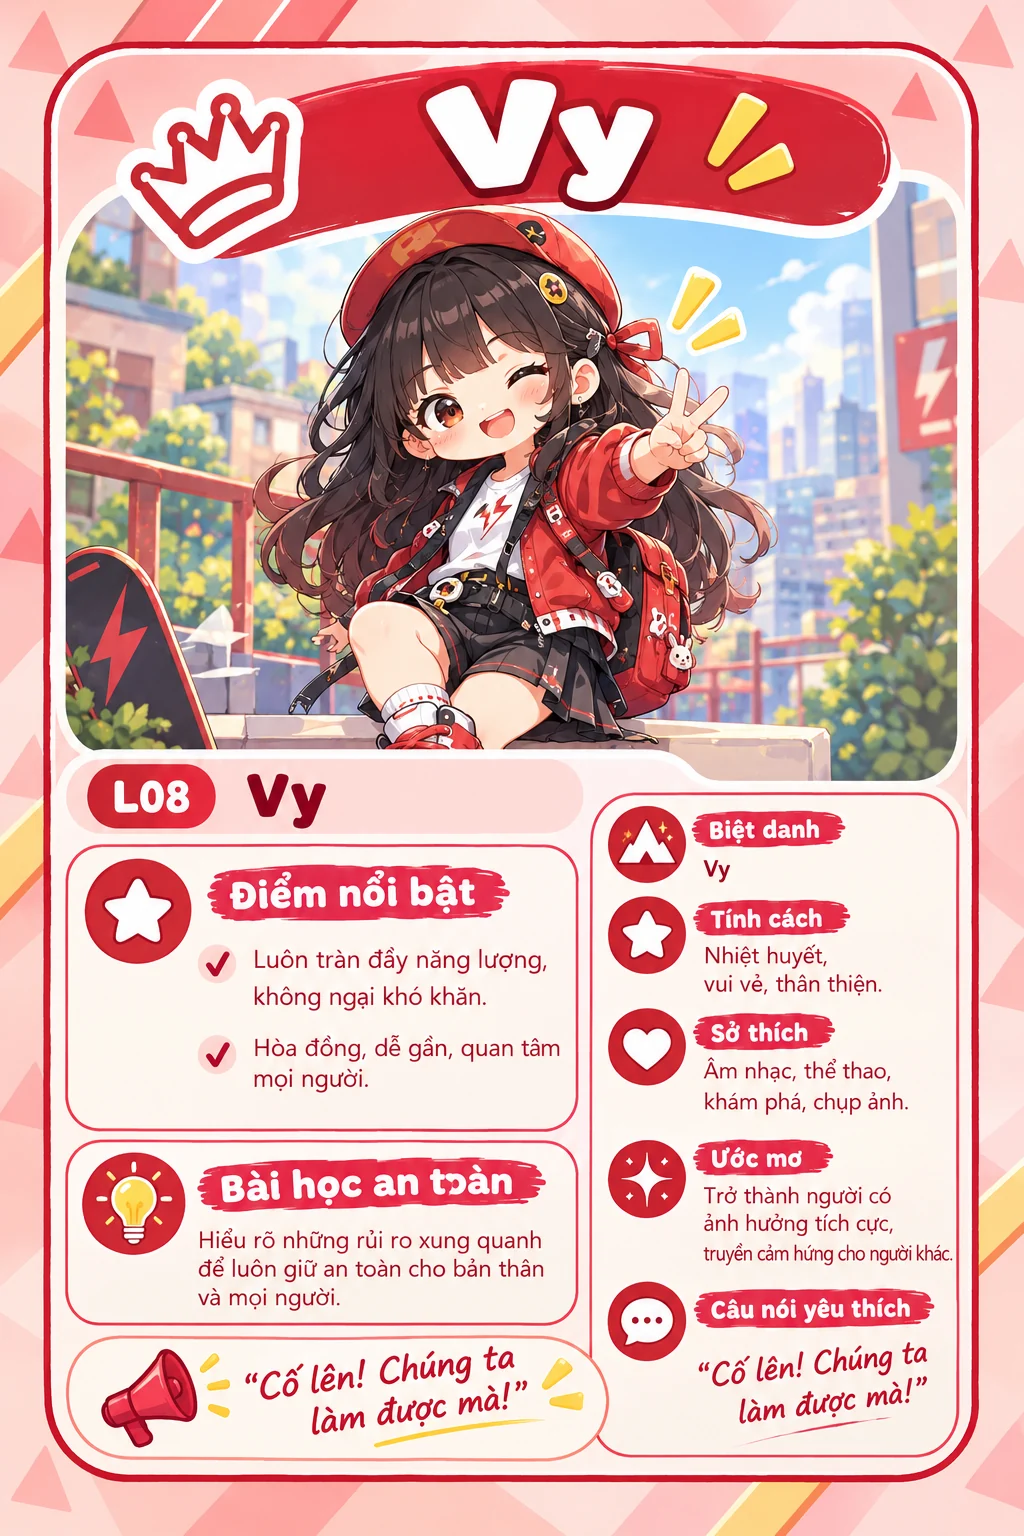 Vy
L08 Vy
Điểm nổi bật
Luôn tràn đầy năng lượng,
không ngại khó khăn.
Hòa đồng, dễ gần, quan tâm
mọi người.
Bài học an toàn
Hiểu rõ những rủi ro xung quanh
để luôn giữ an toàn cho bản thân
và mọi người.
"Cố lên! Chúng ta
làm được mà!"
Biệt danh
Vy
Tính cách
Nhiệt huyết,
vui vẻ, thân thiện.
Sở thích
Âm nhạc, thể thao,
khám phá, chụp ảnh.
Ước mơ
Trở thành người có
ảnh hưởng tích cực,
truyền cảm hứng cho người khác.
Câu nói yêu thích
"Cố lên! Chúng ta
làm được mà!"